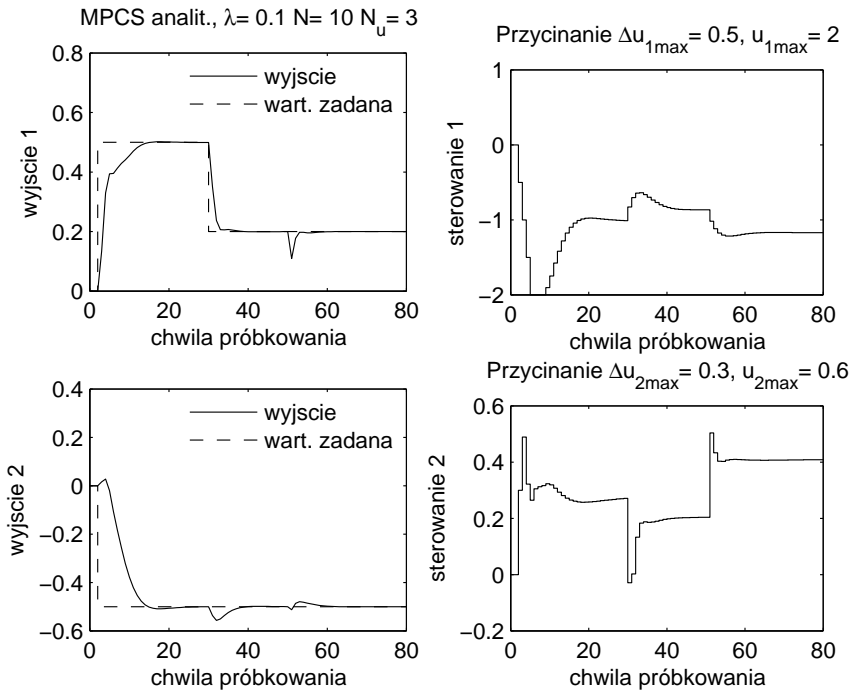 MPCS analit., λ= 0.1 N= 10 N_u= 3
0.8
0.6
0.4
0.2
0
wyjscie 1
wyjscie
wart. zadana
0 20 40 60 80
chwila próbkowania
Przycinanie Δu_1max= 0.5, u_1max= 2
1
0
−1
−2
sterowanie 1
0 20 40 60 80
chwila próbkowania
0.4
0.2
0
−0.2
−0.4
−0.6
wyjscie 2
wyjscie
wart. zadana
0 20 40 60 80
chwila próbkowania
Przycinanie Δu_2max= 0.3, u_2max= 0.6
0.6
0.4
0.2
0
−0.2
sterowanie 2
0 20 40 60 80
chwila próbkowania